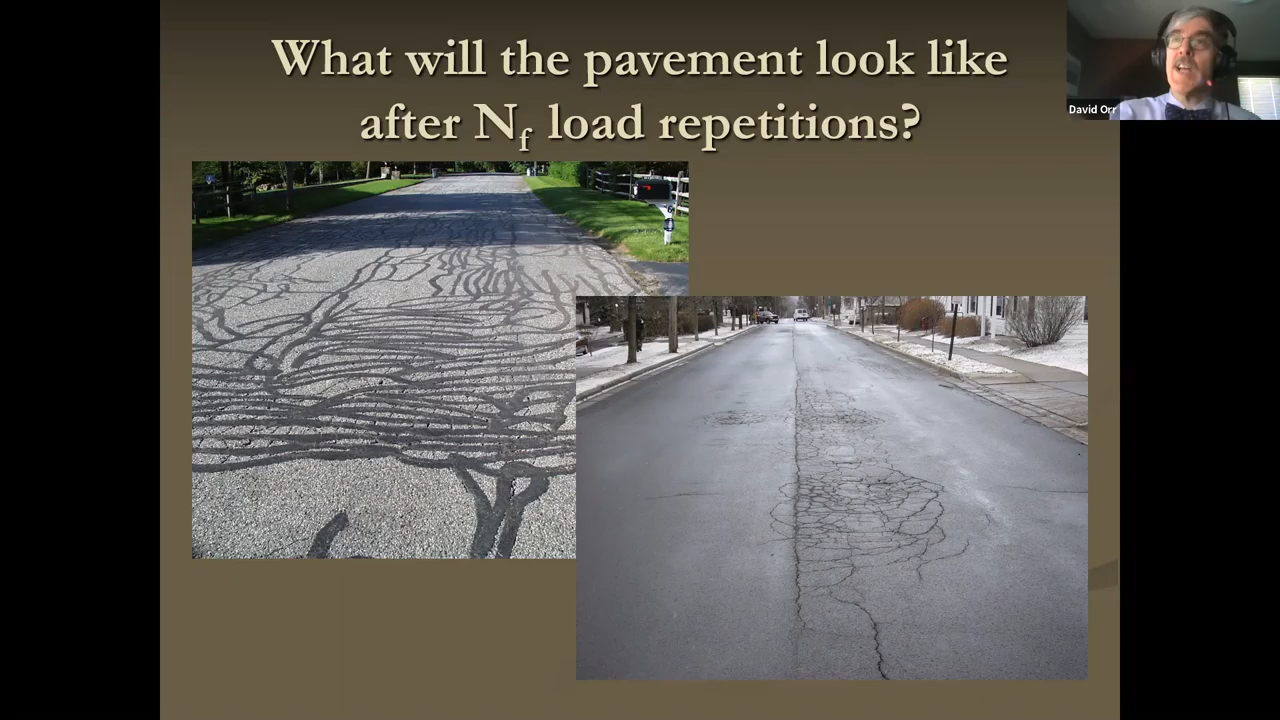 What will the pavement look like
after Nf load repetitions?
David Orr